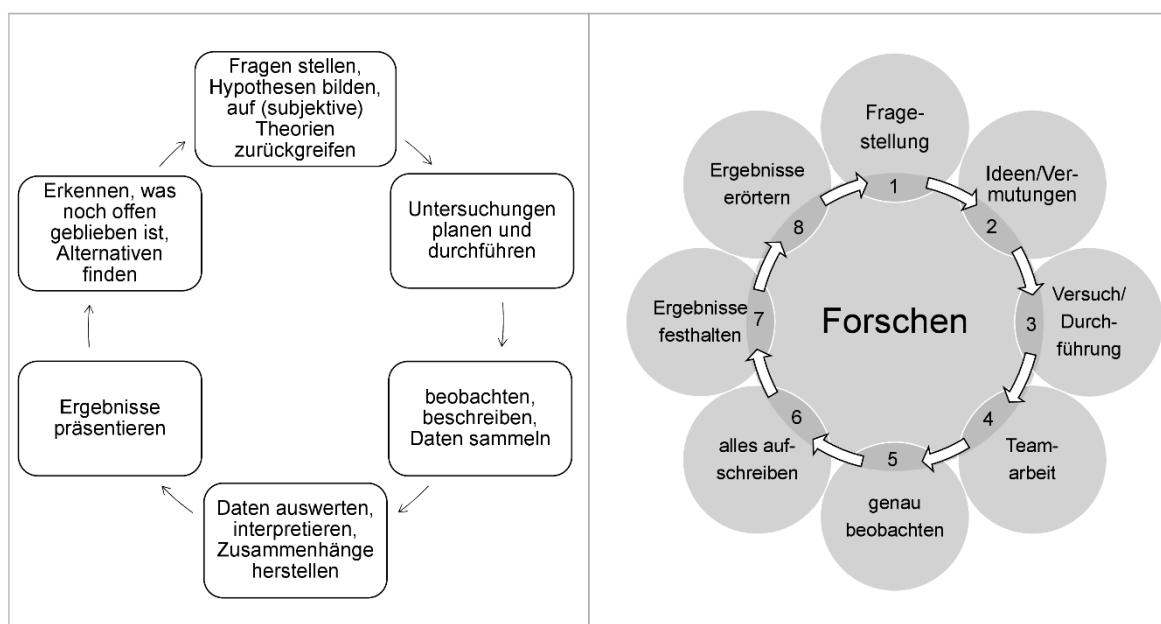 Fragen stellen,
Hypothesen bilden,
auf (subjektive)
Theorien
zurückgreifen
Untersuchungen
planen und
durchführen
beobachten,
beschreiben,
Daten sammeln
Daten auswerten,
interpretieren,
Zusammenhänge
herstellen
Ergebnisse
präsentieren
Erkennen, was
noch offen
geblieben ist,
Alternativen
finden
Forschen
1
Frage-
stellung
2
Ideen/Ver-
mutungen
3
Versuch/
Durch-
führung
4
Team-
arbeit
5
genau
beobachten
6
alles auf-
schreiben
7
Ergebnisse
festhalten
8
Ergebnisse
erörtern